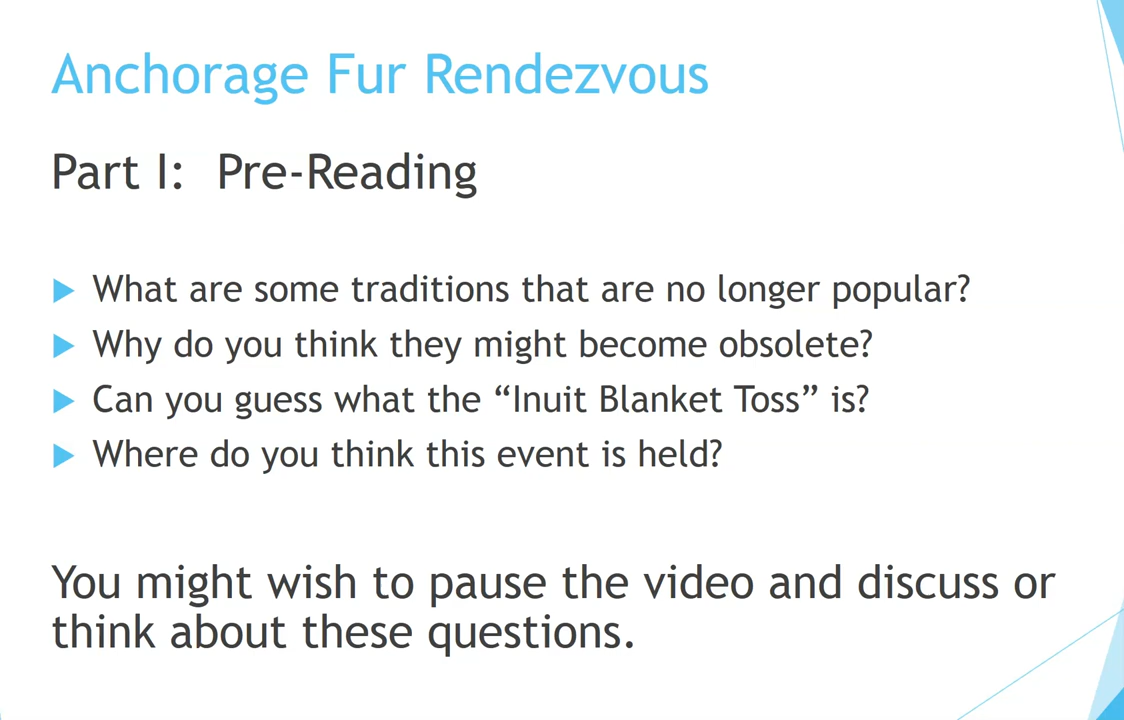 Anchorage Fur Rendezvous
Part I:  Pre-Reading
What are some traditions that are no longer popular?
Why do you think they might become obsolete?
Can you guess what the “Inuit Blanket Toss” is?
Where do you think this event is held?
You might wish to pause the video and discuss or
think about these questions.